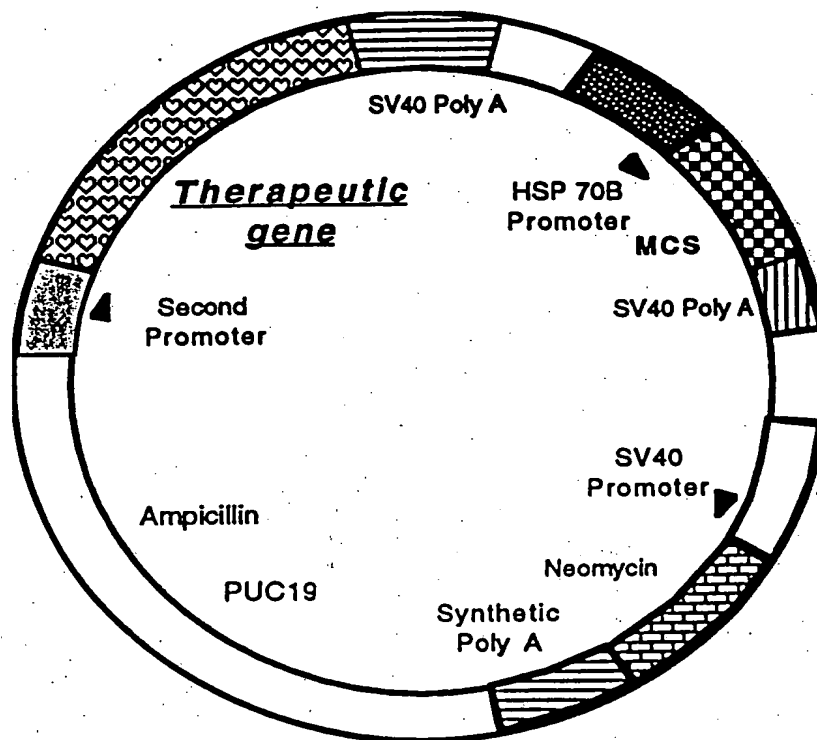 SV40 Poly A
Therapeutic
gene
HSP 70B
Promoter
MCS
Second
Promoter
SV40 Poly A
SV40
Promoter
Ampicillin
Neomycin
PUC19
Synthetic
Poly A